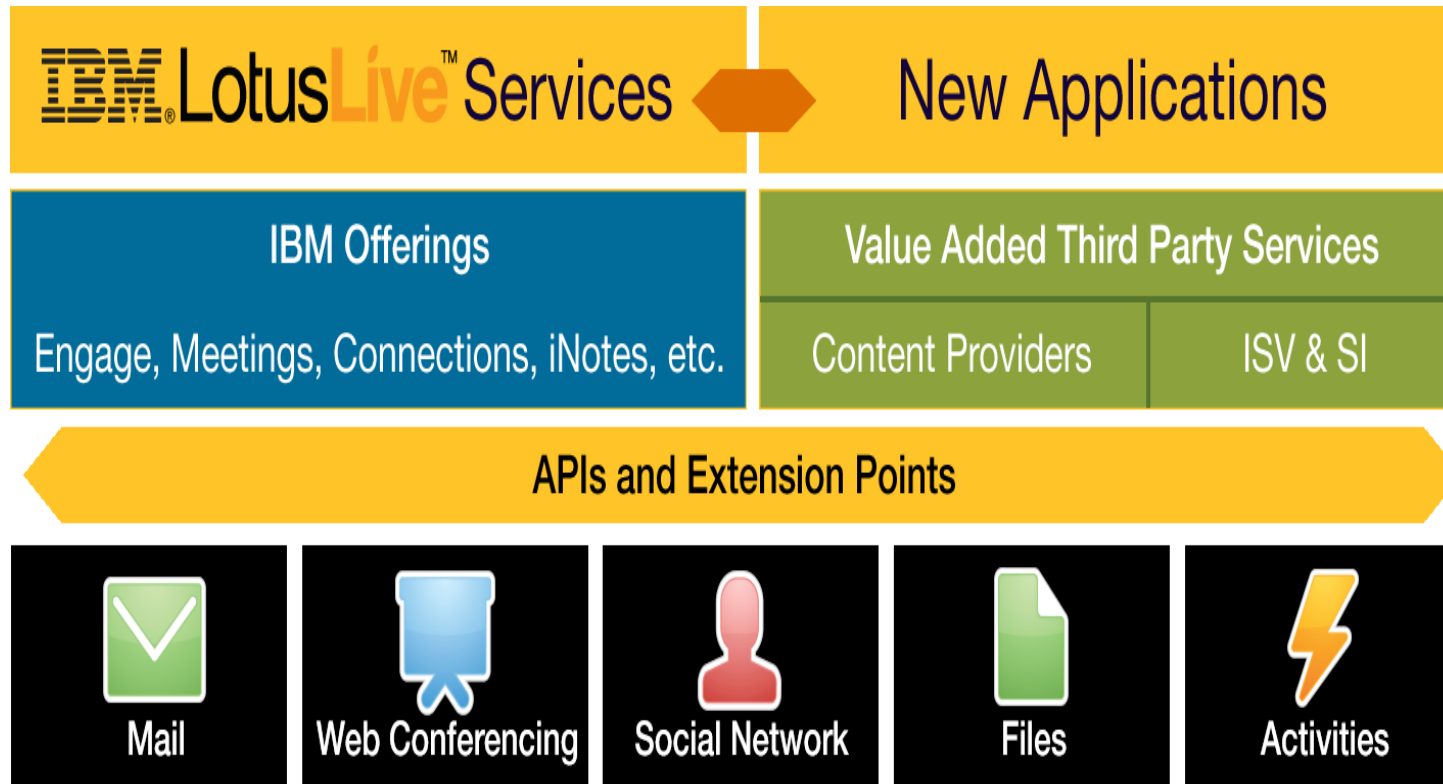 IBM® LotusLive™ Services
New Applications
IBM Offerings
Engage, Meetings, Connections, iNotes, etc.
Value Added Third Party Services
Content Providers
ISV & SI
APIs and Extension Points
Mail
Web Conferencing
Social Network
Files
Activities